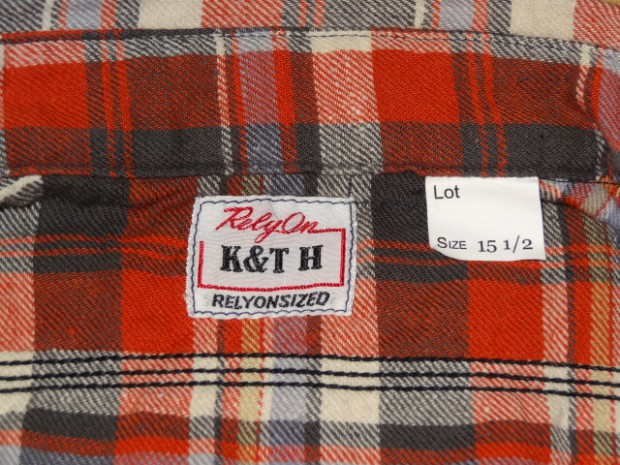 RelyOn
K&T H
RELYONSIZED
Lot
SIZE 15 1/2